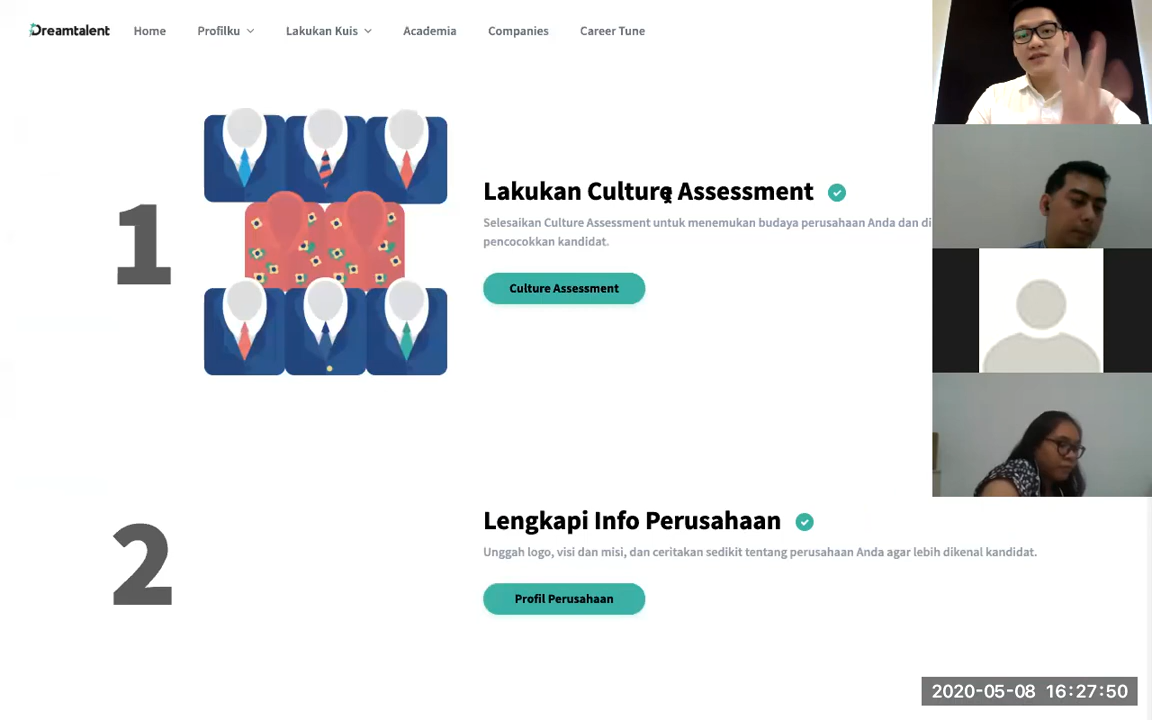 Dreamtalent Home Profilku Lakukan Kuis Academia Companies Career Tune
1
Lakukan Culture Assessment
Selesaikan Culture Assessment untuk menemukan budaya perusahaan Anda dan di
pencocokkan kandidat.
Culture Assessment
2
Lengkapi Info Perusahaan
Unggah logo, visi dan misi, dan ceritakan sedikit tentang perusahaan Anda agar lebih dikenal kandidat.
Profil Perusahaan
2020-05-08 16:27:50